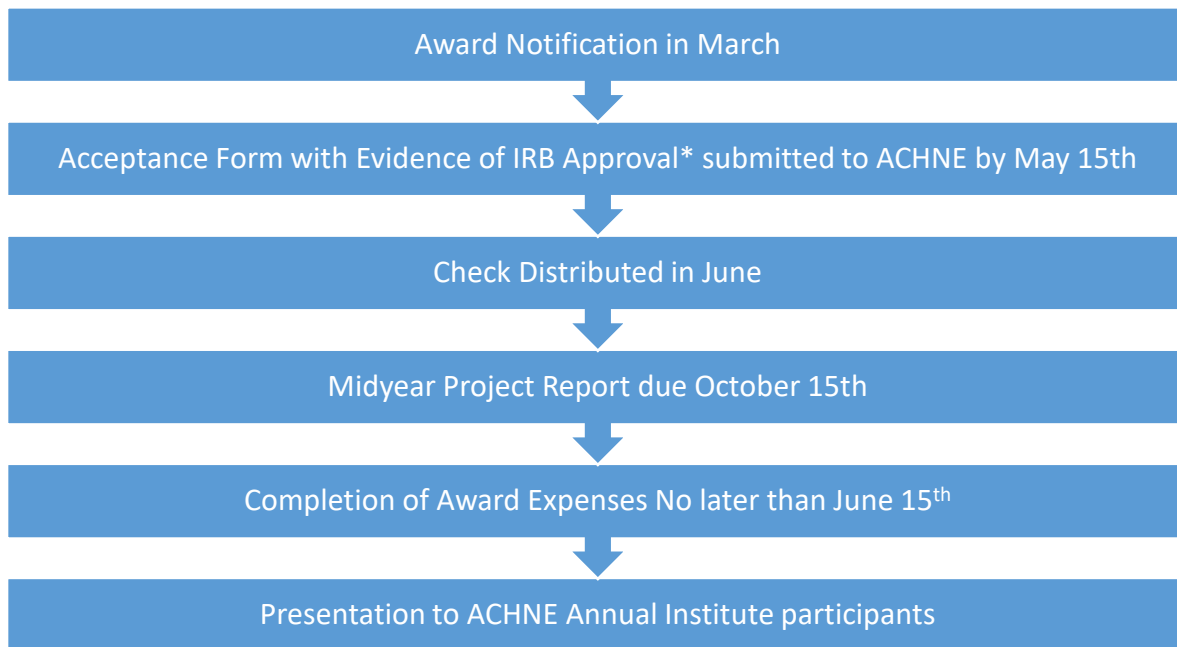 Award Notification in March
Acceptance Form with Evidence of IRB Approval* submitted to ACHNE by May 15th
Check Distributed in June
Midyear Project Report due October 15th
Completion of Award Expenses No later than June 15th
Presentation to ACHNE Annual Institute participants